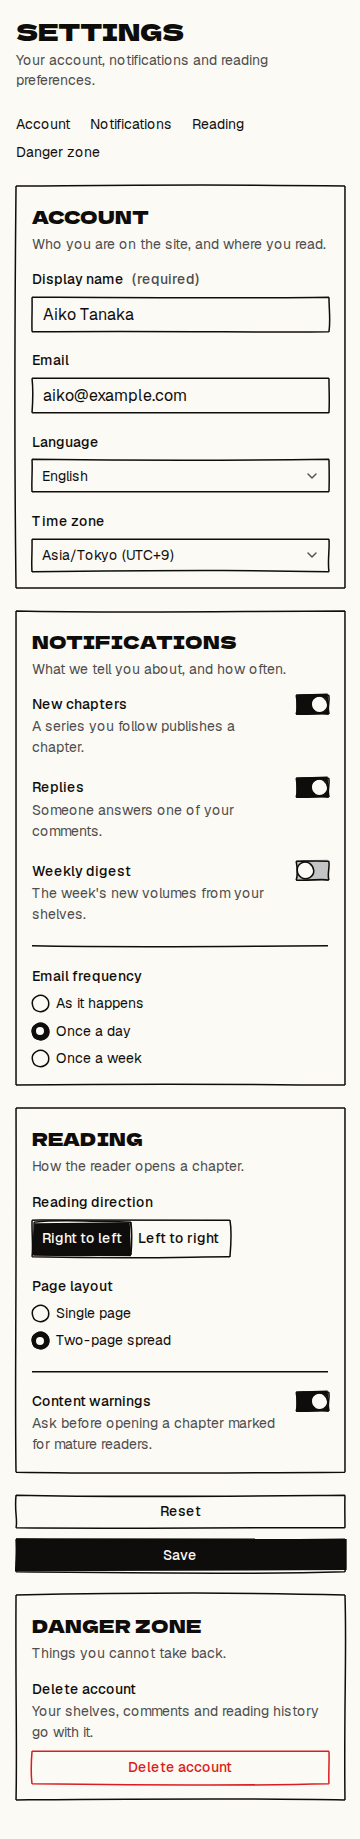 SETTINGS
Your account, notifications and reading
preferences.
Account Notifications Reading
Danger zone
ACCOUNT
Who you are on the site, and where you read.
Display name (required)
Aiko Tanaka
Email
aiko@example.com
Language
English
Time zone
Asia/Tokyo (UTC+9)
NOTIFICATIONS
What we tell you about, and how often.
New chapters
A series you follow publishes a
chapter.
Replies
Someone answers one of your
comments.
Weekly digest
The week's new volumes from your
shelves.
Email frequency
As it happens
Once a day
Once a week
READING
How the reader opens a chapter.
Reading direction
Right to left Left to right
Page layout
Single page
Two-page spread
Content warnings
Ask before opening a chapter marked
for mature readers.
Reset
Save
DANGER ZONE
Things you cannot take back.
Delete account
Your shelves, comments and reading history
go with it.
Delete account